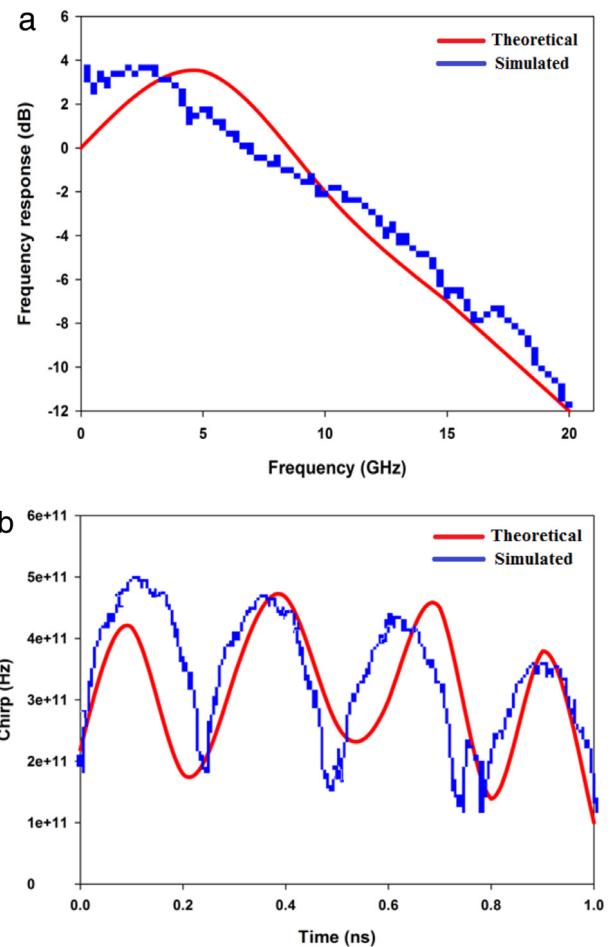 a
6
4
2
0
-2
-4
-6
-8
-10
-12
Frequency response (dB)
Theoretical
Simulated
0 5 10 15 20
Frequency (GHz)
b
6e+11
5e+11
4e+11
3e+11
2e+11
1e+11
0
Chirp (Hz)
Theoretical
Simulated
0.0 0.2 0.4 0.6 0.8 1.0
Time (ns)